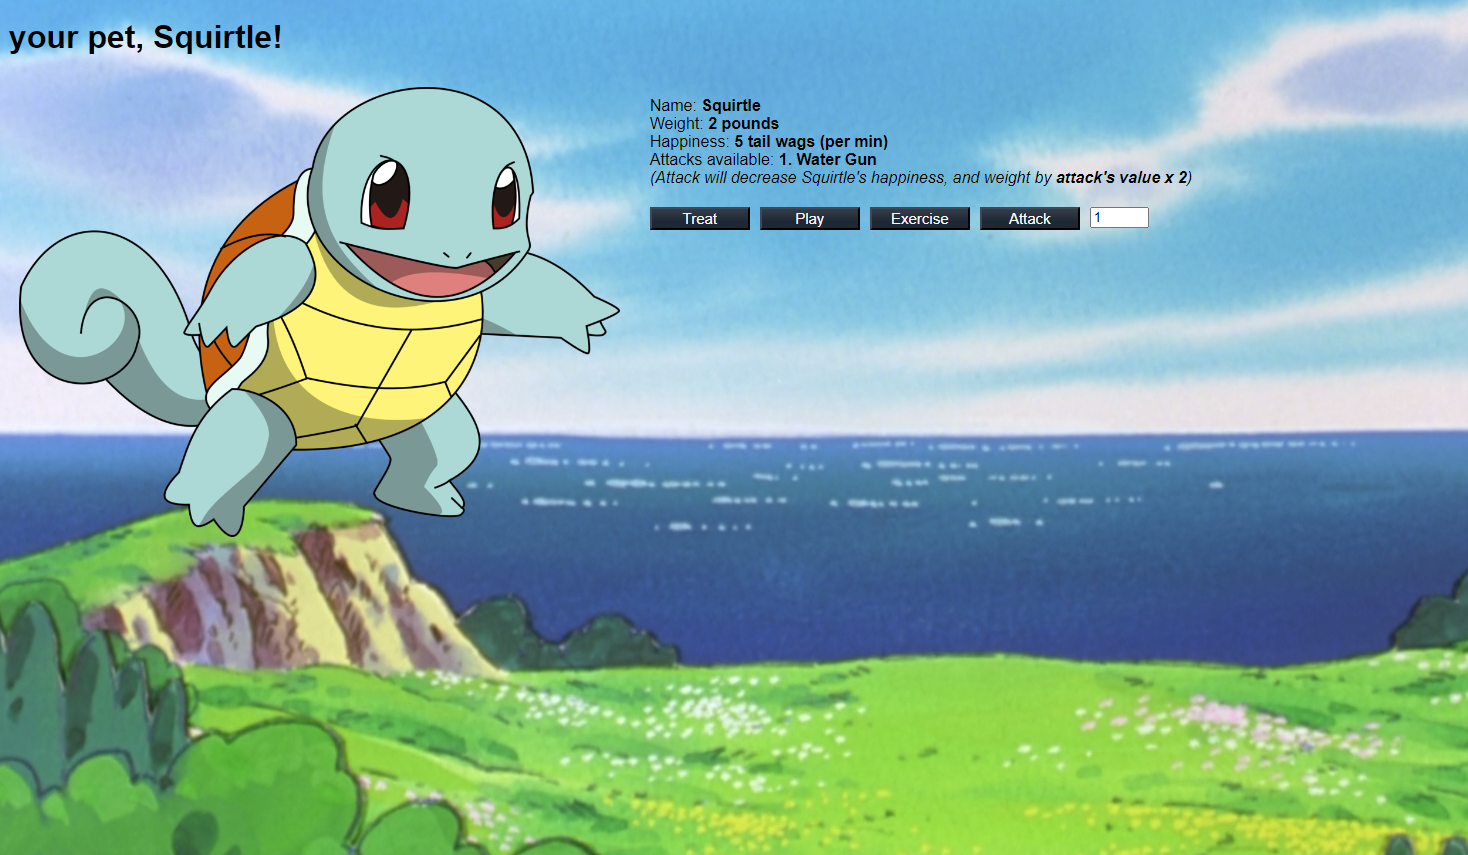 your pet, Squirtle!
Name: Squirtle
Weight: 2 pounds
Happiness: 5 tail wags (per min)
Attacks available: 1. Water Gun
(Attack will decrease Squirtle's happiness, and weight by attack's value x 2)
Treat Play Exercise Attack 1